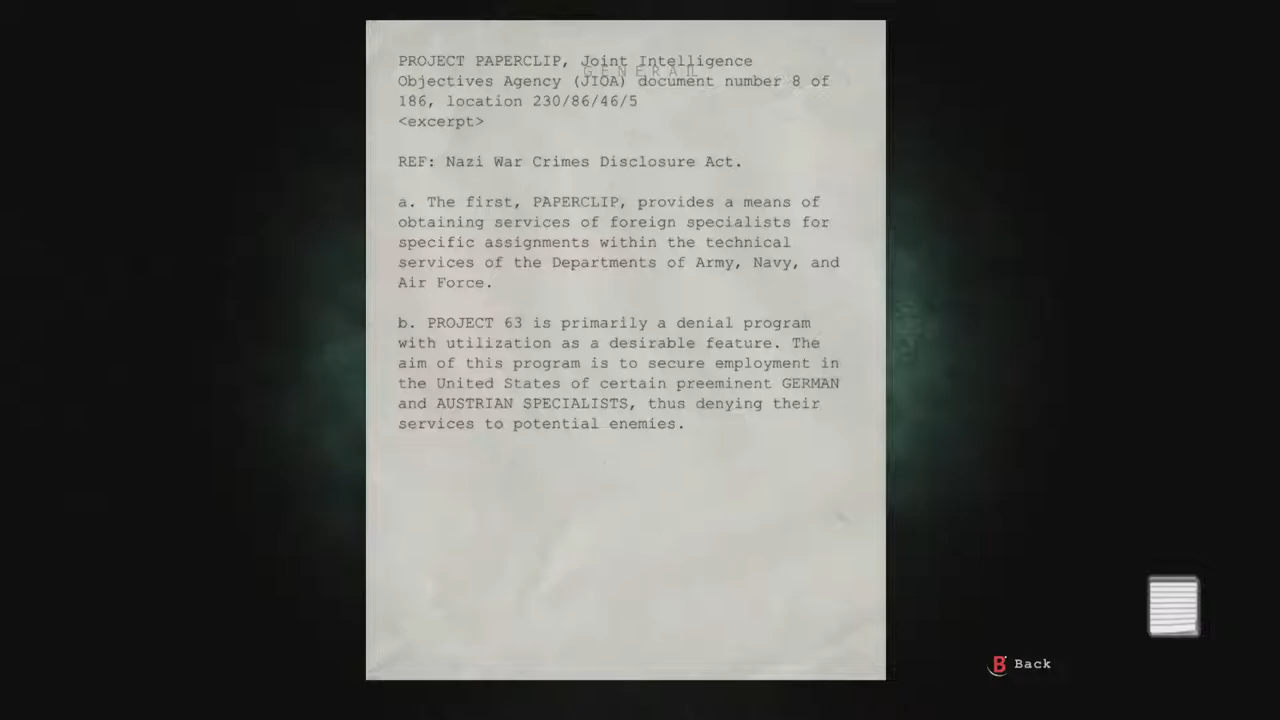 PROJECT PAPERCLIP, Joint Intelligence
GENERAL
Objectives Agency (JIOA) document number 8 of
186, location 230/86/46/5
<excerpt>
REF: Nazi War Crimes Disclosure Act.
a. The first, PAPERCLIP, provides a means of
obtaining services of foreign specialists for
specific assignments within the technical
services of the Departments of Army, Navy, and
Air Force.
b. PROJECT 63 is primarily a denial program
with utilization as a desirable feature. The
aim of this program is to secure employment in
the United States of certain preeminent GERMAN
and AUSTRIAN SPECIALISTS, thus denying their
services to potential enemies.
B Back